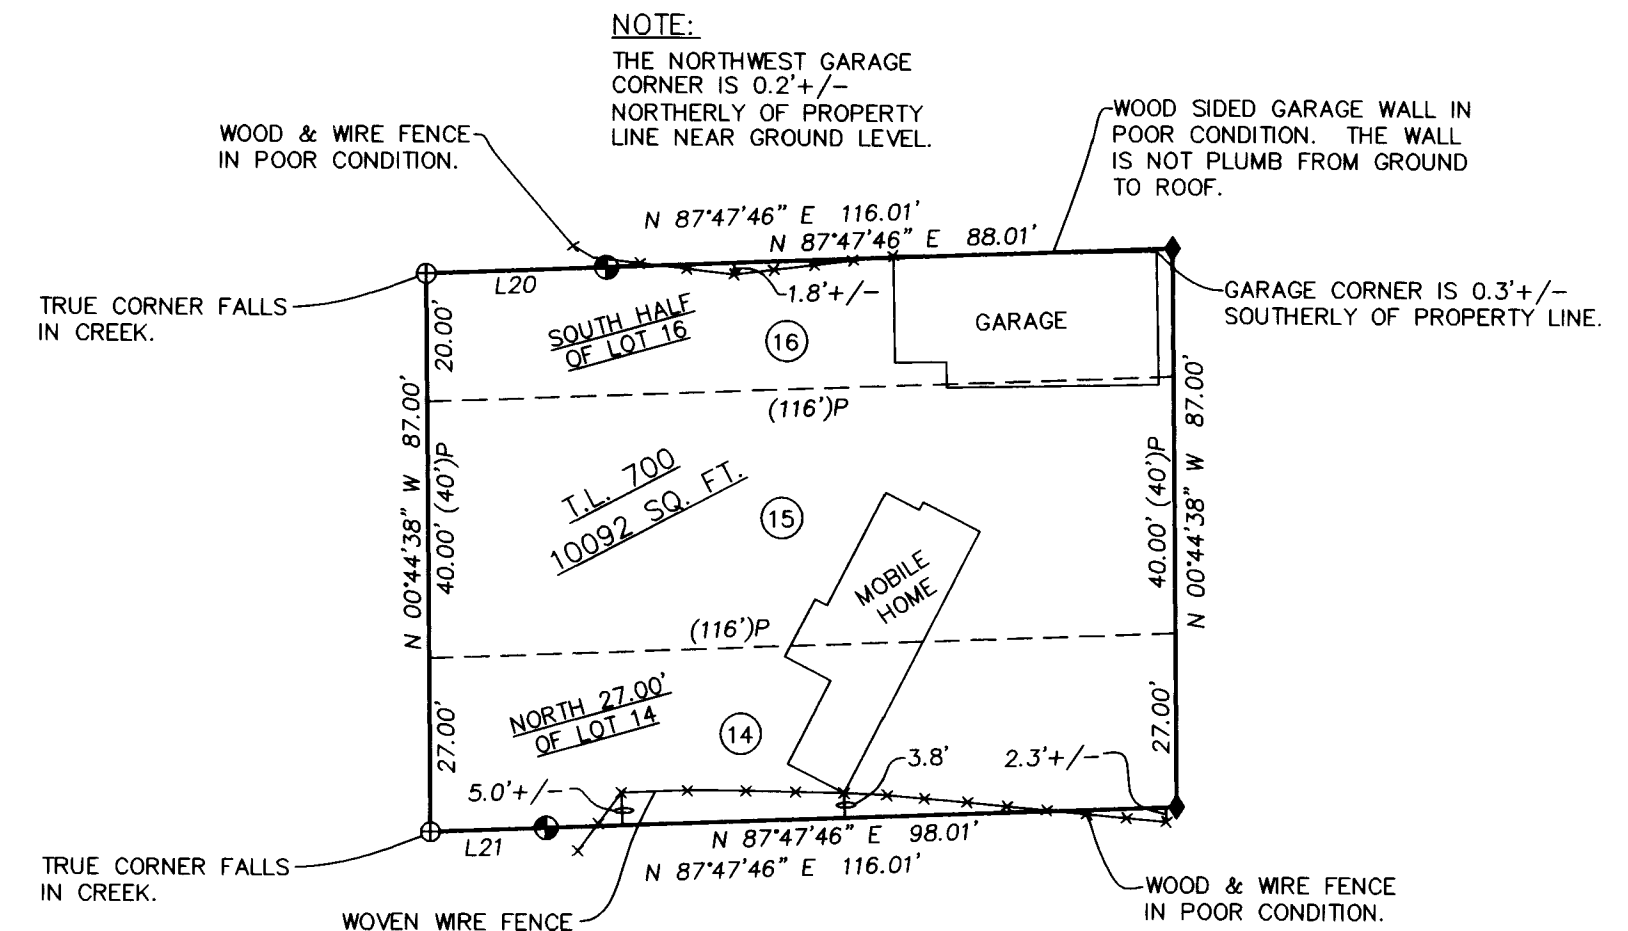 NOTE:
THE NORTHWEST GARAGE
CORNER IS 0.2'+/-
NORTHERLY OF PROPERTY
LINE NEAR GROUND LEVEL.
WOOD & WIRE FENCE
IN POOR CONDITION.
WOOD SIDED GARAGE WALL IN
POOR CONDITION. THE WALL
IS NOT PLUMB FROM GROUND
TO ROOF.
N 87°47'46" E 116.01'
N 87°47'46" E 88.01'
L20
1.8'+/-
TRUE CORNER FALLS
IN CREEK.
GARAGE CORNER IS 0.3'+/-
SOUTHERLY OF PROPERTY LINE.
20.00'
SOUTH HALF
OF LOT 16
16
GARAGE
(116')P
N 00°44'38" W 87.00'
40.00' (40')P
T.L. 700
10092 SQ. FT.
15
MOBILE
HOME
40.00' (40')P
N 00°44'38" W 87.00'
(116')P
27.00'
NORTH 27.00'
OF LOT 14
14
27.00'
3.8'
2.3'+/-
5.0'+/-
L21
N 87°47'46" E 98.01'
N 87°47'46" E 116.01'
TRUE CORNER FALLS
IN CREEK.
WOVEN WIRE FENCE
WOOD & WIRE FENCE
IN POOR CONDITION.